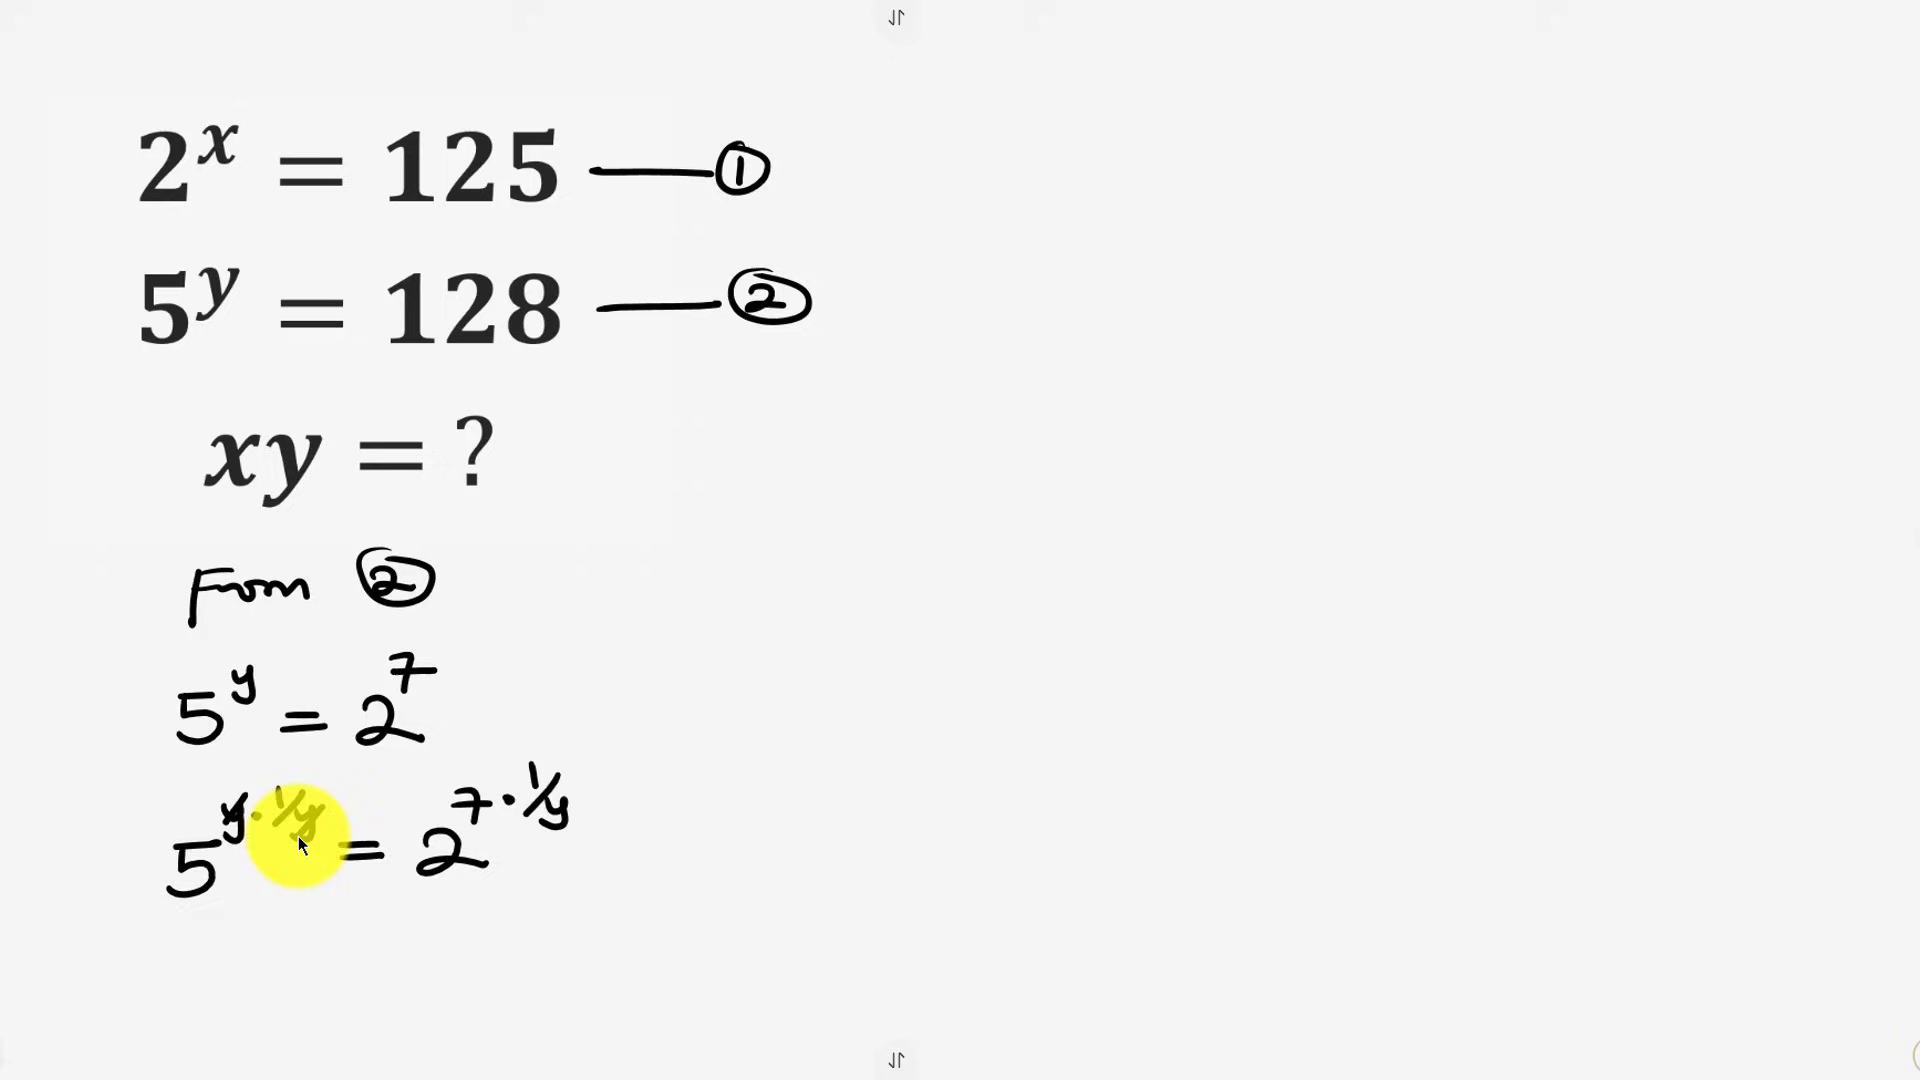 2^x = 125 —— ①
5^y = 128 —— ②
xy = ?
From ②
5^y = 2^7
5^y·1/y = 2^7·1/y